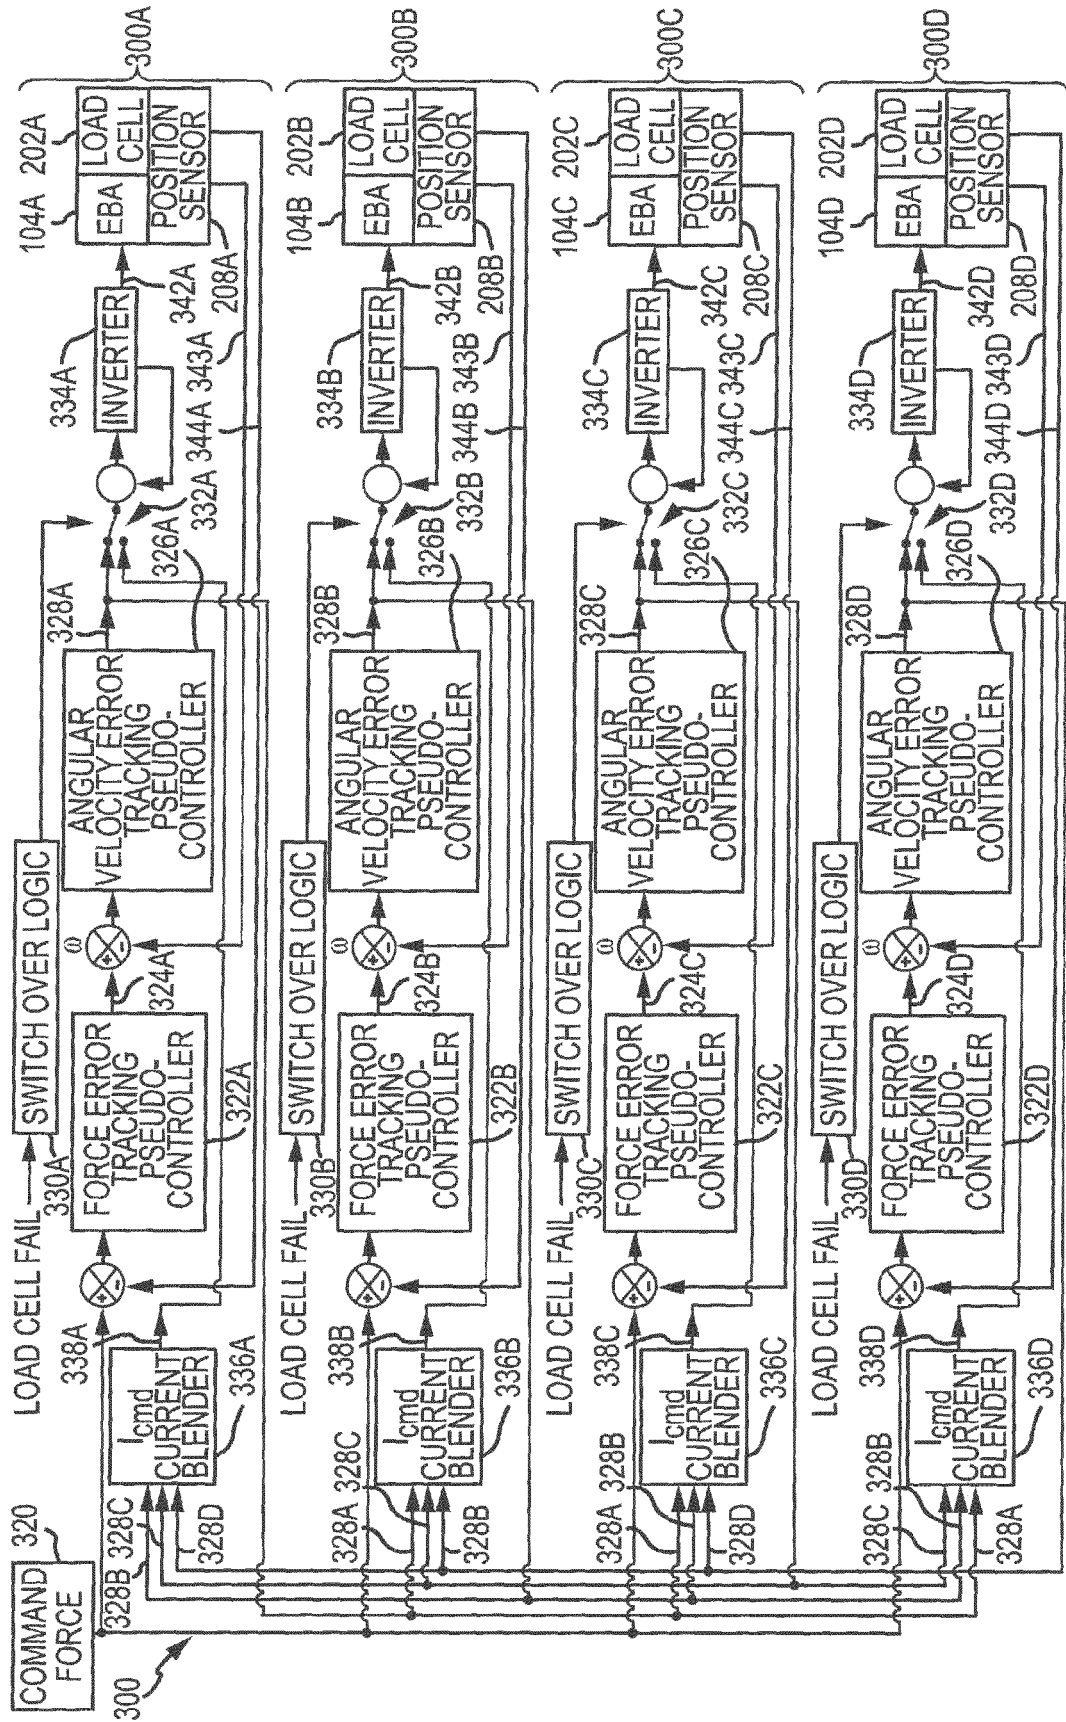 COMMAND
FORCE
320
300
328B
328C
328D
I cmd
CURRENT
BLENDER
336A
338A
LOAD CELL FAIL
330A
SWITCH OVER LOGIC
+
-
FORCE ERROR
TRACKING
PSEUDO-
CONTROLLER
322A
324A
ω
+
-
ANGULAR
VELOCITY ERROR
TRACKING
PSEUDO-
CONTROLLER
328A
326A
332A
344A
343A
334A
INVERTER
342A
208A
104A
202A
EBA
LOAD
CELL
POSITION
SENSOR
300A
328A
328C
328B
I cmd
CURRENT
BLENDER
336B
338B
LOAD CELL FAIL
330B
SWITCH OVER LOGIC
+
-
FORCE ERROR
TRACKING
PSEUDO-
CONTROLLER
322B
324B
ω
+
-
ANGULAR
VELOCITY ERROR
TRACKING
PSEUDO-
CONTROLLER
328B
326B
332B
344B
343B
334B
INVERTER
342B
208B
104B
202B
EBA
LOAD
CELL
POSITION
SENSOR
300B
328A
328B
328D
I cmd
CURRENT
BLENDER
336C
338C
LOAD CELL FAIL
330C
SWITCH OVER LOGIC
+
-
FORCE ERROR
TRACKING
PSEUDO-
CONTROLLER
322C
324C
ω
+
-
ANGULAR
VELOCITY ERROR
TRACKING
PSEUDO-
CONTROLLER
328C
326C
332C
344C
343C
334C
INVERTER
342C
208C
104C
202C
EBA
LOAD
CELL
POSITION
SENSOR
300C
328C
328B
328A
I cmd
CURRENT
BLENDER
336D
338D
LOAD CELL FAIL
330D
SWITCH OVER LOGIC
+
-
FORCE ERROR
TRACKING
PSEUDO-
CONTROLLER
322D
324D
ω
+
-
ANGULAR
VELOCITY ERROR
TRACKING
PSEUDO-
CONTROLLER
328D
326D
332D
344D
343D
334D
INVERTER
342D
208D
104D
202D
EBA
LOAD
CELL
POSITION
SENSOR
300D